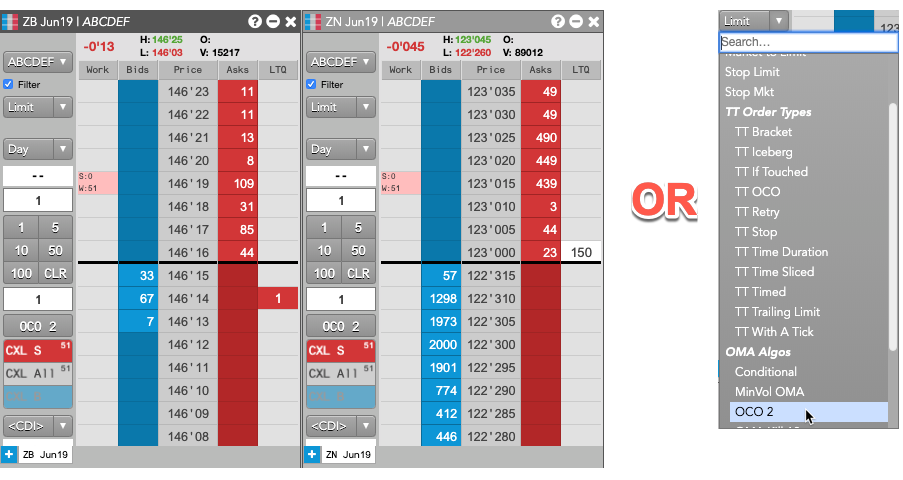 ZB Jun19 | ABCDEF
ABCDEF
-0'13
H: 146'25 O:
L: 146'03 V: 15217
Filter
Work Bids Price Asks LTQ
Limit
Day
--
1
1 5
10 50
100 CLR
1
OCO 2
CXL S 51
CXL All 51
<CDI>
146'23 11
146'22 11
146'21 13
146'20 8
S:0
W:51
146'19 109
146'18 31
146'17 85
146'16 44
33 146'15
67 146'14 1
7 146'13
146'12
146'11
146'10
146'09
146'08
+ ZB Jun19
ZN Jun19 | ABCDEF
ABCDEF
-0'045
H: 123'045 O:
L: 122'260 V: 89012
Filter
Work Bids Price Asks LTQ
Limit
Day
--
1
1 5
10 50
100 CLR
1
OCO 2
CXL S 51
CXL All 51
<CDI>
123'035 49
123'030 49
123'025 490
123'020 449
S:0
W:51
123'015 439
123'010 3
123'005 44
123'000 23 150
57 122'315
1298 122'310
1973 122'305
2000 122'300
1901 122'295
774 122'290
412 122'285
446 122'280
+ ZN Jun19
OR
Limit
123
Search...
Market to Limit
Stop Limit
Stop Mkt
TT Order Types
TT Bracket
TT Iceberg
TT If Touched
TT OCO
TT Retry
TT Stop
TT Time Duration
TT Time Sliced
TT Timed
TT Trailing Limit
TT With A Tick
OMA Algos
Conditional
MinVol OMA
OCO 2